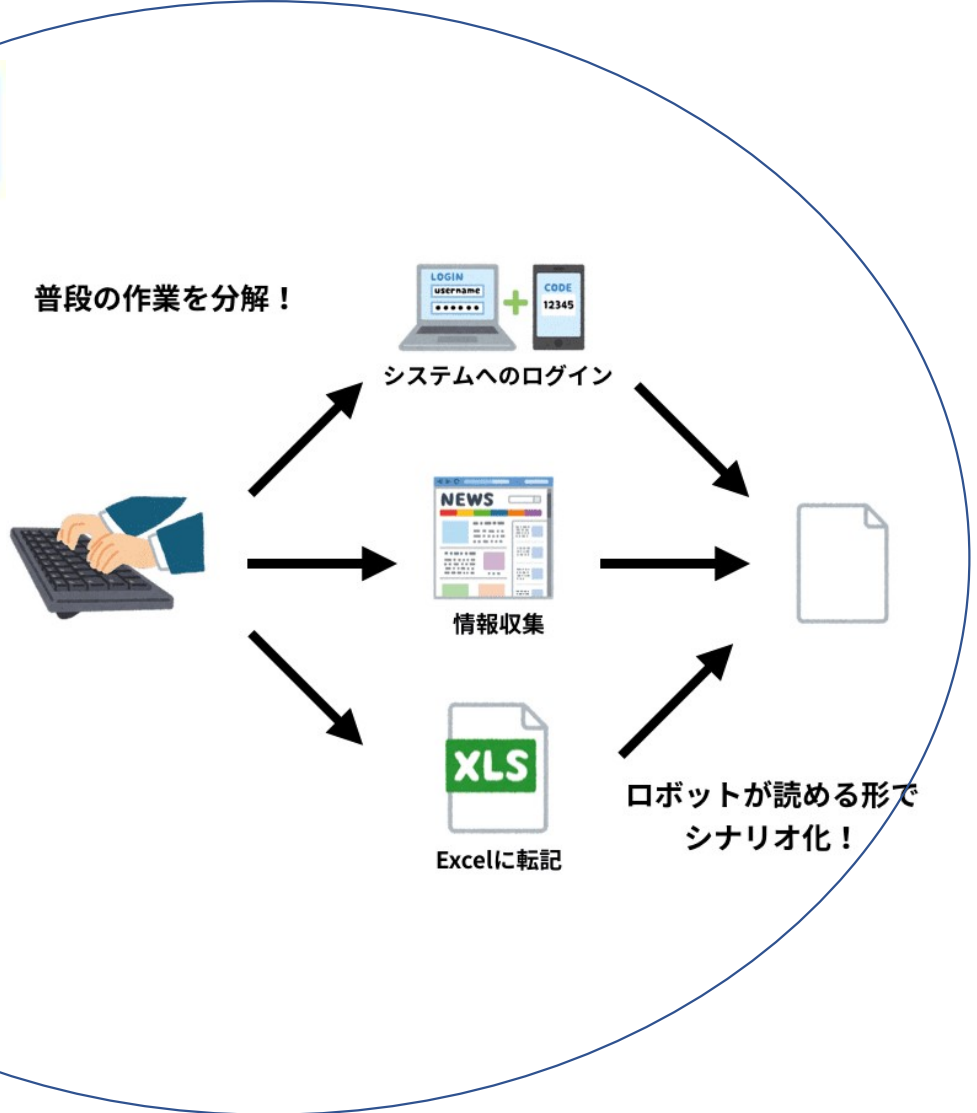 普段の作業を分解！
LOGIN
username
CODE
12345
システムへのログイン
NEWS
情報収集
XLS
Excelに転記
ロボットが読める形で
シナリオ化！